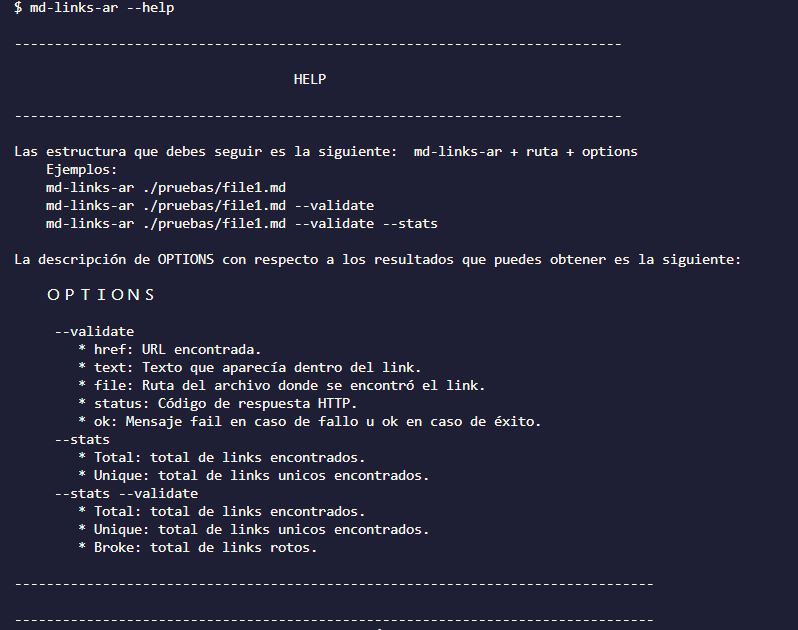 $ md-links-ar --help
----------------------------------------------------------------------------
HELP
----------------------------------------------------------------------------
Las estructura que debes seguir es la siguiente:  md-links-ar + ruta + options
Ejemplos:
md-links-ar ./pruebas/file1.md
md-links-ar ./pruebas/file1.md --validate
md-links-ar ./pruebas/file1.md --validate --stats
La descripción de OPTIONS con respecto a los resultados que puedes obtener es la siguiente:
O P T I O N S
--validate
* href: URL encontrada.
* text: Texto que aparecía dentro del link.
* file: Ruta del archivo donde se encontró el link.
* status: Código de respuesta HTTP.
* ok: Mensaje fail en caso de fallo u ok en caso de éxito.
--stats
* Total: total de links encontrados.
* Unique: total de links unicos encontrados.
--stats --validate
* Total: total de links encontrados.
* Unique: total de links unicos encontrados.
* Broke: total de links rotos.
--------------------------------------------------------------------------------
--------------------------------------------------------------------------------